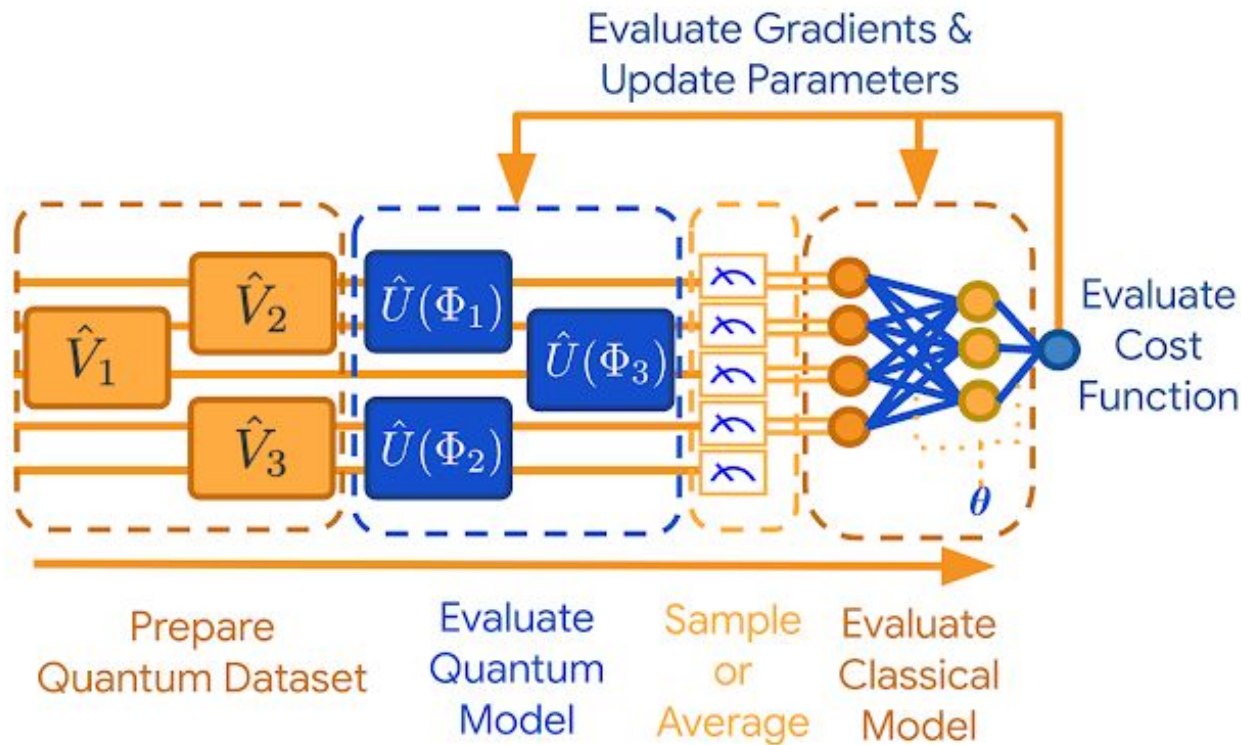 Evaluate Gradients &
Update Parameters
V̂₂
Û(Φ₁)
V̂₁
Û(Φ₃)
V̂₃
Û(Φ₂)
Evaluate
Cost
Function
θ
Prepare
Quantum Dataset
Evaluate
Quantum
Model
Sample
or
Average
Evaluate
Classical
Model